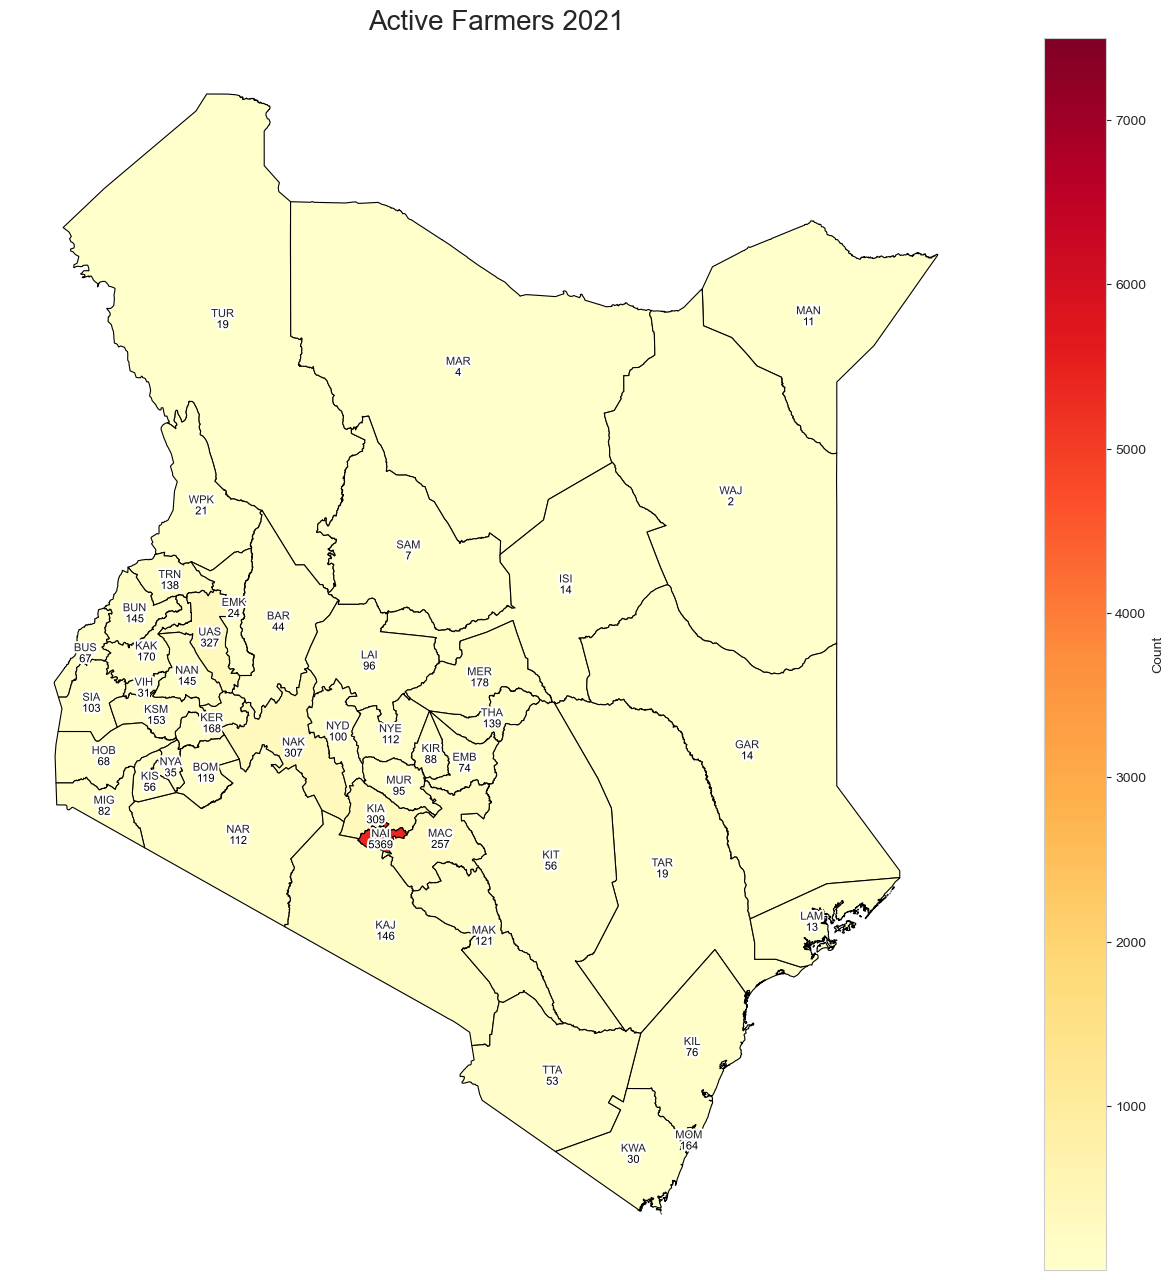 Active Farmers 2021
TUR
19
MAR
4
MAN
11
WAJ
2
WPK
21
SAM
7
ISI
14
TRN
138
EMK
24
BUN
145
BAR
44
UAS
327
BUS
67
KAK
170
LAI
96
NAN
145
VIH
31
MER
178
SIA
103
KSM
153
KER
168
THA
139
NYD
100
NYE
112
NAK
307
KIR
88
EMB
74
GAR
14
HOB
68
NYA
35
BOM
119
KIS
56
MUR
95
MIG
82
KIA
309
NAR
112
NAI
5369
MAC
257
KIT
56
TAR
19
LAM
13
KAJ
146
MAK
121
KIL
76
TTA
53
MOM
164
KWA
30
7000
6000
5000
4000
3000
2000
1000
Count